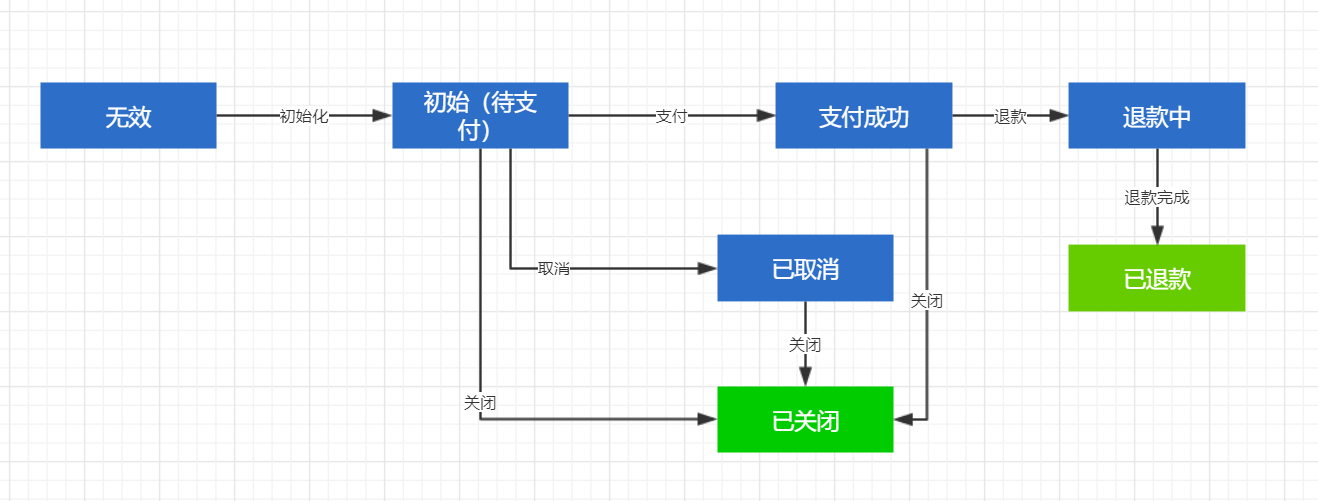 无效
初始化
初始（待支
付）
支付
支付成功
退款
退款中
退款完成
取消
已取消
已退款
关闭
关闭
关闭
已关闭